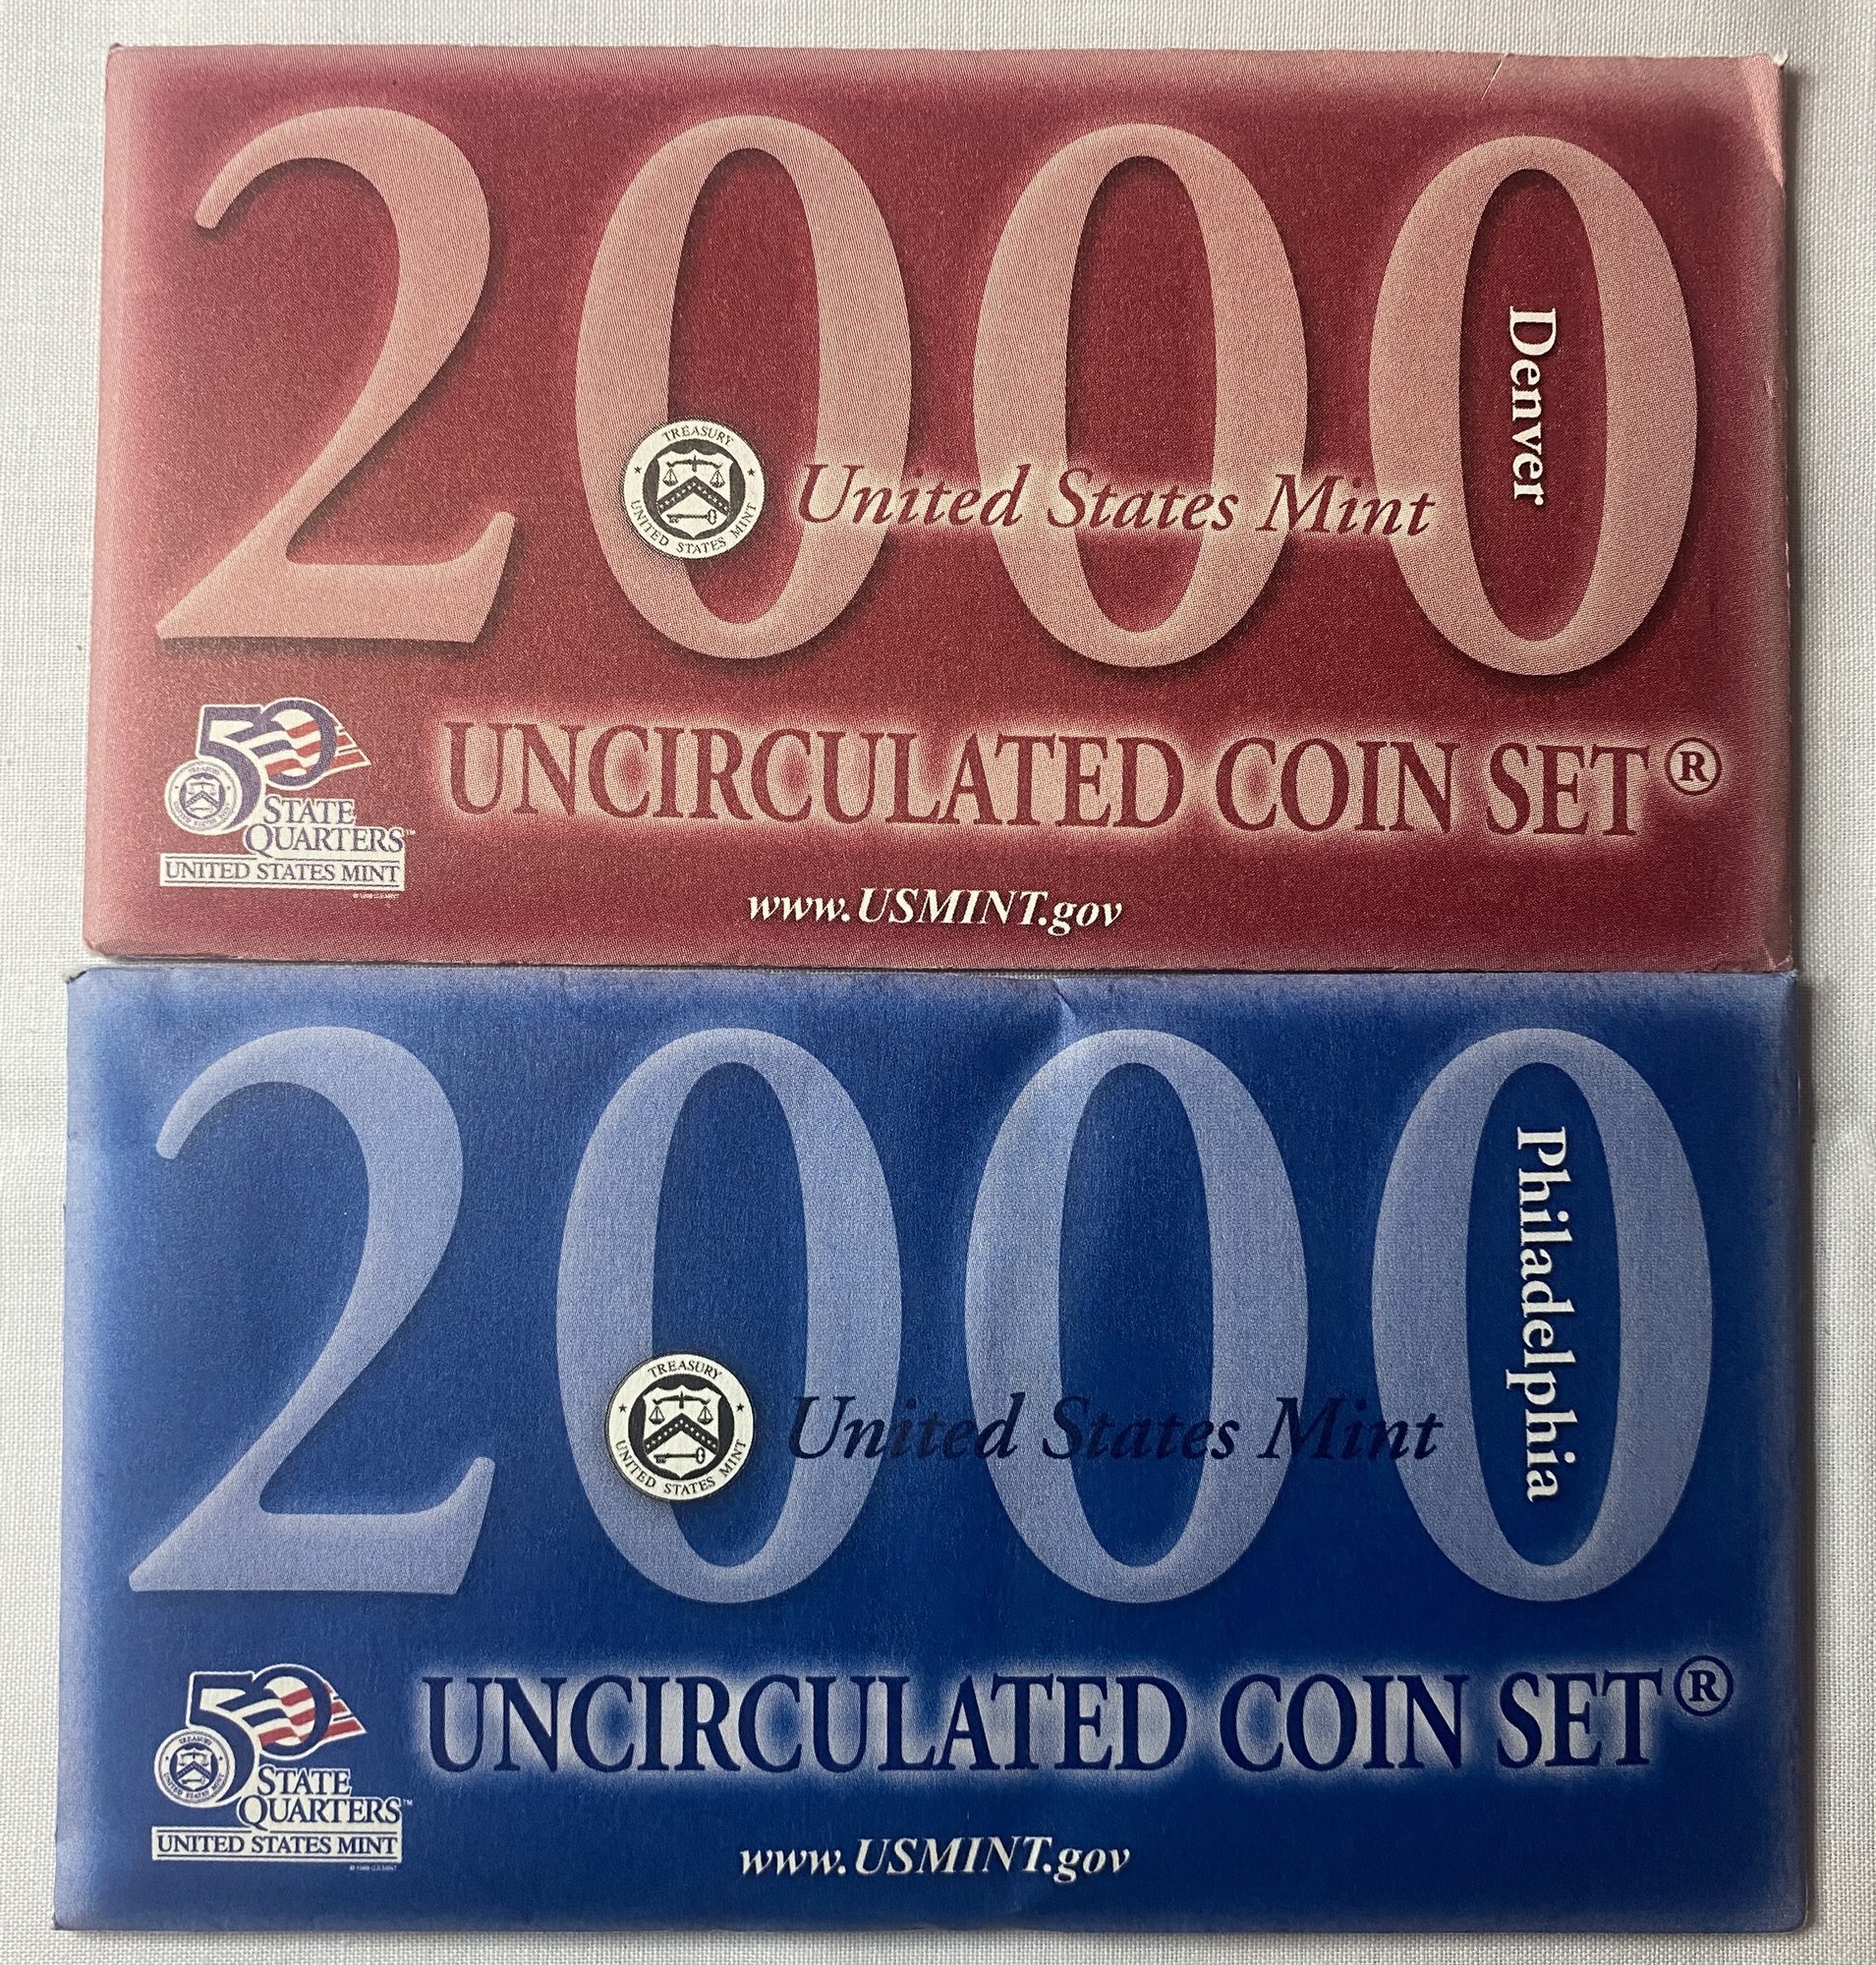 2000
Denver
TREASURY
UNITED STATES MINT
United States Mint
50
STATE
QUARTERS™
UNITED STATES MINT
UNCIRCULATED COIN SET®
www.USMINT.gov
2000
Philadelphia
TREASURY
UNITED STATES MINT
United States Mint
50
STATE
QUARTERS™
UNITED STATES MINT
UNCIRCULATED COIN SET®
www.USMINT.gov